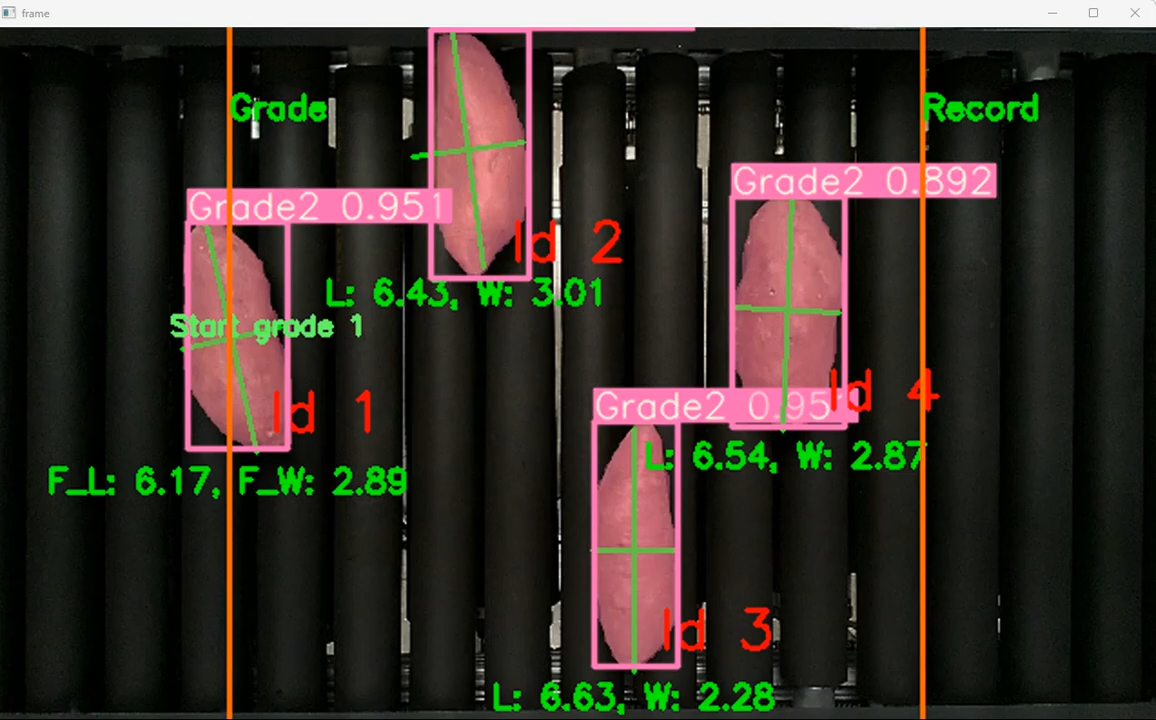 frame
Grade
Record
Grade2 0.892
Grade2 0.951
Id 2
L: 6.43, W: 3.01
Start grade 1
Id 4
Grade2
Id 1
L: 6.54, W: 2.87
F_L: 6.17, F_W: 2.89
Id 3
L: 6.63, W: 2.28